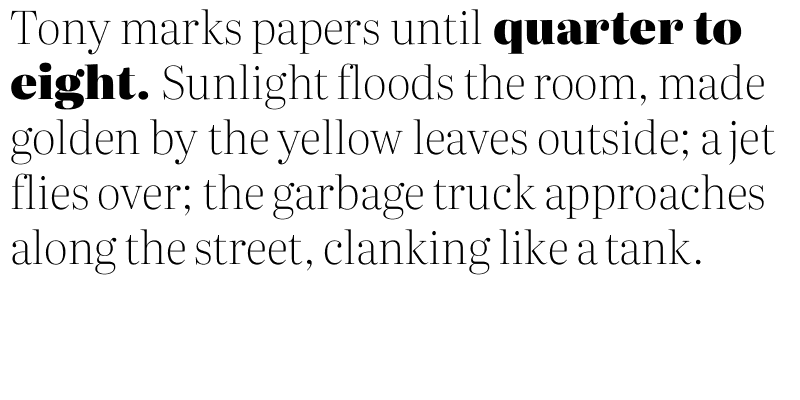 Tony marks papers until quarter to
eight. Sunlight floods the room, made
golden by the yellow leaves outside; a jet
flies over; the garbage truck approaches
along the street, clanking like a tank.